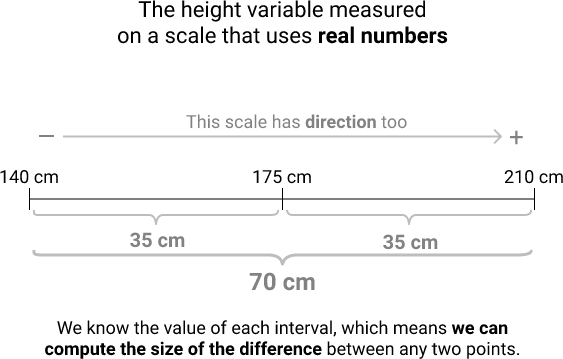 The height variable measured
on a scale that uses real numbers
This scale has direction too
− +
140 cm 175 cm 210 cm
35 cm 35 cm
70 cm
We know the value of each interval, which means we can
compute the size of the difference between any two points.